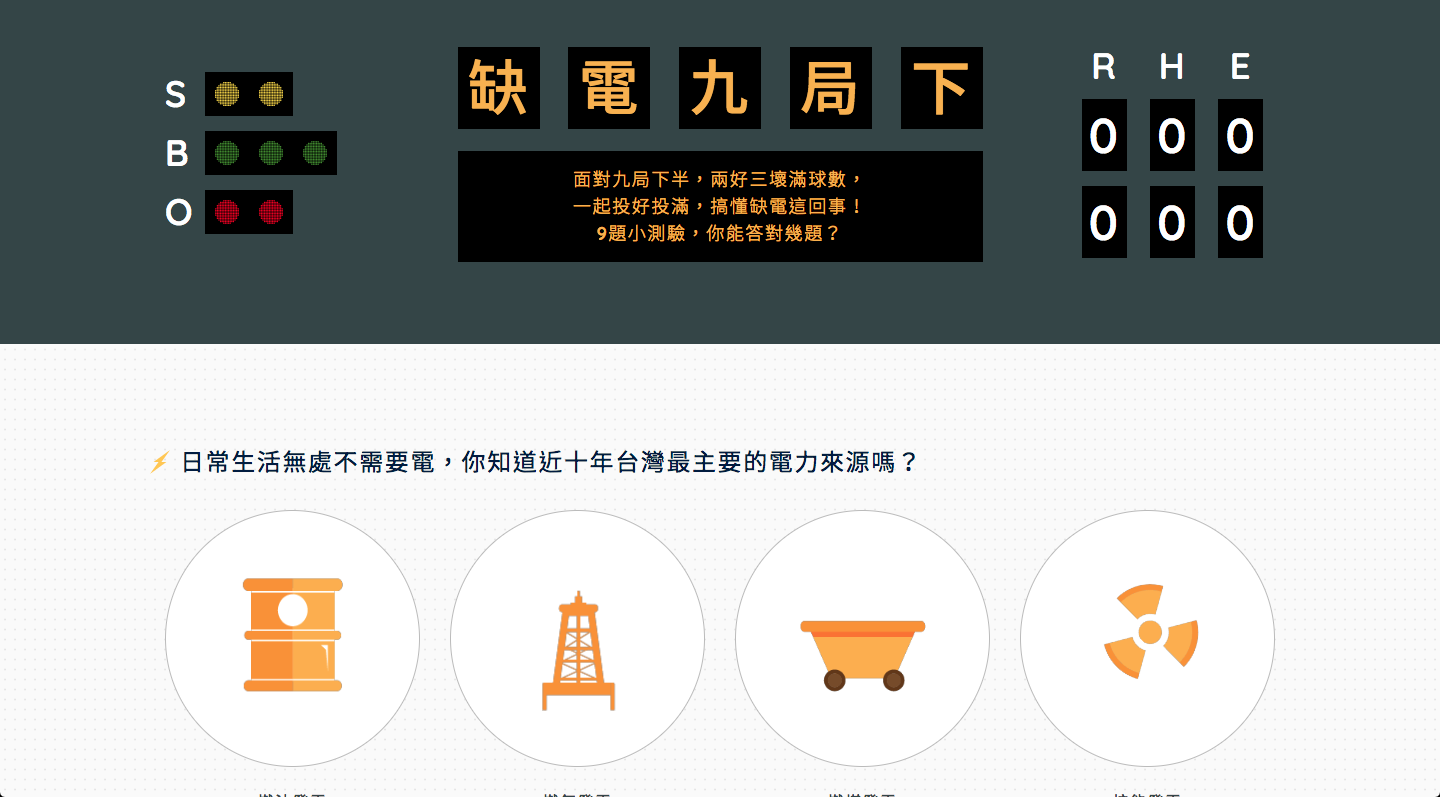 S
B
O
缺電九局下
面對九局下半，兩好三壞滿球數，
一起投好投滿，搞懂缺電這回事！
9題小測驗，你能答對幾題？
R H E
0 0 0
0 0 0
日常生活無處不需要電，你知道近十年台灣最主要的電力來源嗎？